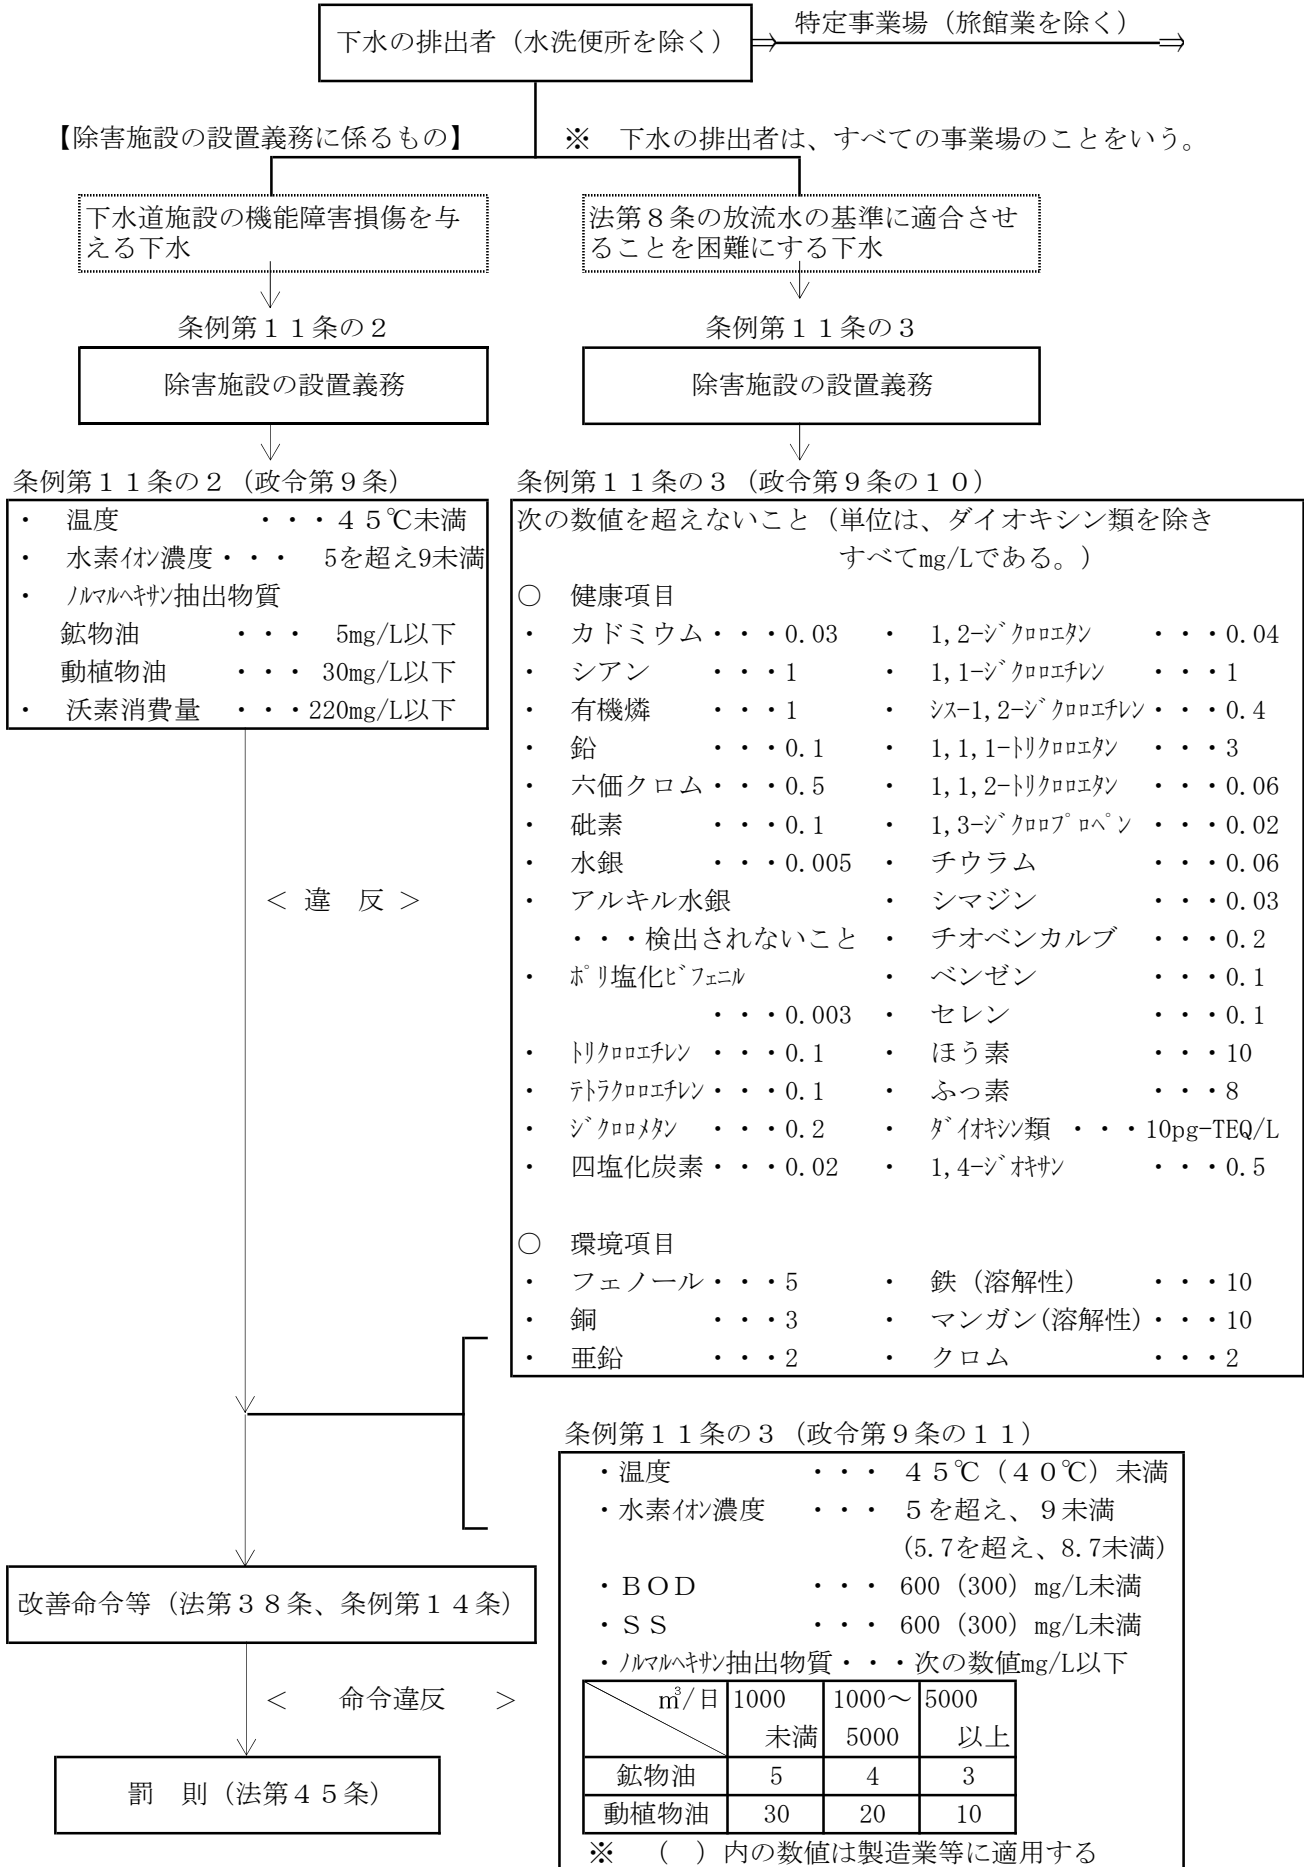 下水の排出者（水洗便所を除く）
⇒ 特定事業場（旅館業を除く） ⇒
【除害施設の設置義務に係るもの】 ※　下水の排出者は、すべての事業場のことをいう。
下水道施設の機能障害損傷を与
える下水
法第８条の放流水の基準に適合させ
ることを困難にする下水
条例第１１条の２
条例第１１条の３
除害施設の設置義務
除害施設の設置義務
条例第１１条の２（政令第９条）
・　温度　・・・４５℃未満
・　水素ｲｵﾝ濃度・・・　5を超え9未満
・　ﾉﾙﾏﾙﾍｷｻﾝ抽出物質
鉱物油　・・・　5mg/L以下
動植物油　・・・　30mg/L以下
・　沃素消費量　・・・220mg/L以下
＜ 違　反 ＞
条例第１１条の３（政令第９条の１０）
次の数値を超えないこと（単位は、ダイオキシン類を除き
すべてmg/Lである。）
○　健康項目
・　カドミウム・・・0.03　・　1,2-ｼﾞｸﾛﾛｴﾀﾝ　・・・0.04
・　シアン　・・・1　・　1,1-ｼﾞｸﾛﾛｴﾁﾚﾝ　・・・1
・　有機燐　・・・1　・　ｼｽ-1,2-ｼﾞｸﾛﾛｴﾁﾚﾝ・・・0.4
・　鉛　・・・0.1　・　1,1,1-ﾄﾘｸﾛﾛｴﾀﾝ　・・・3
・　六価クロム・・・0.5　・　1,1,2-ﾄﾘｸﾛﾛｴﾀﾝ　・・・0.06
・　砒素　・・・0.1　・　1,3-ｼﾞｸﾛﾛﾌﾟﾛﾍﾟﾝ　・・・0.02
・　水銀　・・・0.005　・　チウラム　・・・0.06
・　アルキル水銀　・　シマジン　・・・0.03
・・・検出されないこと　・　チオベンカルブ　・・・0.2
・　ﾎﾟﾘ塩化ﾋﾞﾌｪﾆﾙ　・　ベンゼン　・・・0.1
・・・0.003　・　セレン　・・・0.1
・　ﾄﾘｸﾛﾛｴﾁﾚﾝ　・・・0.1　・　ほう素　・・・10
・　ﾃﾄﾗｸﾛﾛｴﾁﾚﾝ・・・0.1　・　ふっ素　・・・8
・　ｼﾞｸﾛﾛﾒﾀﾝ　・・・0.2　・　ﾀﾞｲｵｷｼﾝ類　・・・10pg-TEQ/L
・　四塩化炭素・・・0.02　・　1,4-ｼﾞｵｷｻﾝ　・・・0.5
○　環境項目
・　フェノール・・・5　・　鉄（溶解性）　・・・10
・　銅　・・・3　・　マンガン(溶解性)・・・10
・　亜鉛　・・・2　・　クロム　・・・2
条例第１１条の３（政令第９条の１１）
・温度　・・・　４５℃（４０℃）未満
・水素ｲｵﾝ濃度　・・・　５を超え、９未満
(5.7を超え、8.7未満)
・ＢＯＤ　・・・　600（300）mg/L未満
・ＳＳ　・・・　600（300）mg/L未満
・ﾉﾙﾏﾙﾍｷｻﾝ抽出物質・・・次の数値mg/L以下
㎥/日　1000　1000～　5000
未満　5000　以上
鉱物油　5　4　3
動植物油　30　20　10
※　（　）内の数値は製造業等に適用する
改善命令等（法第３８条、条例第１４条）
＜　命令違反　＞
罰　則（法第４５条）